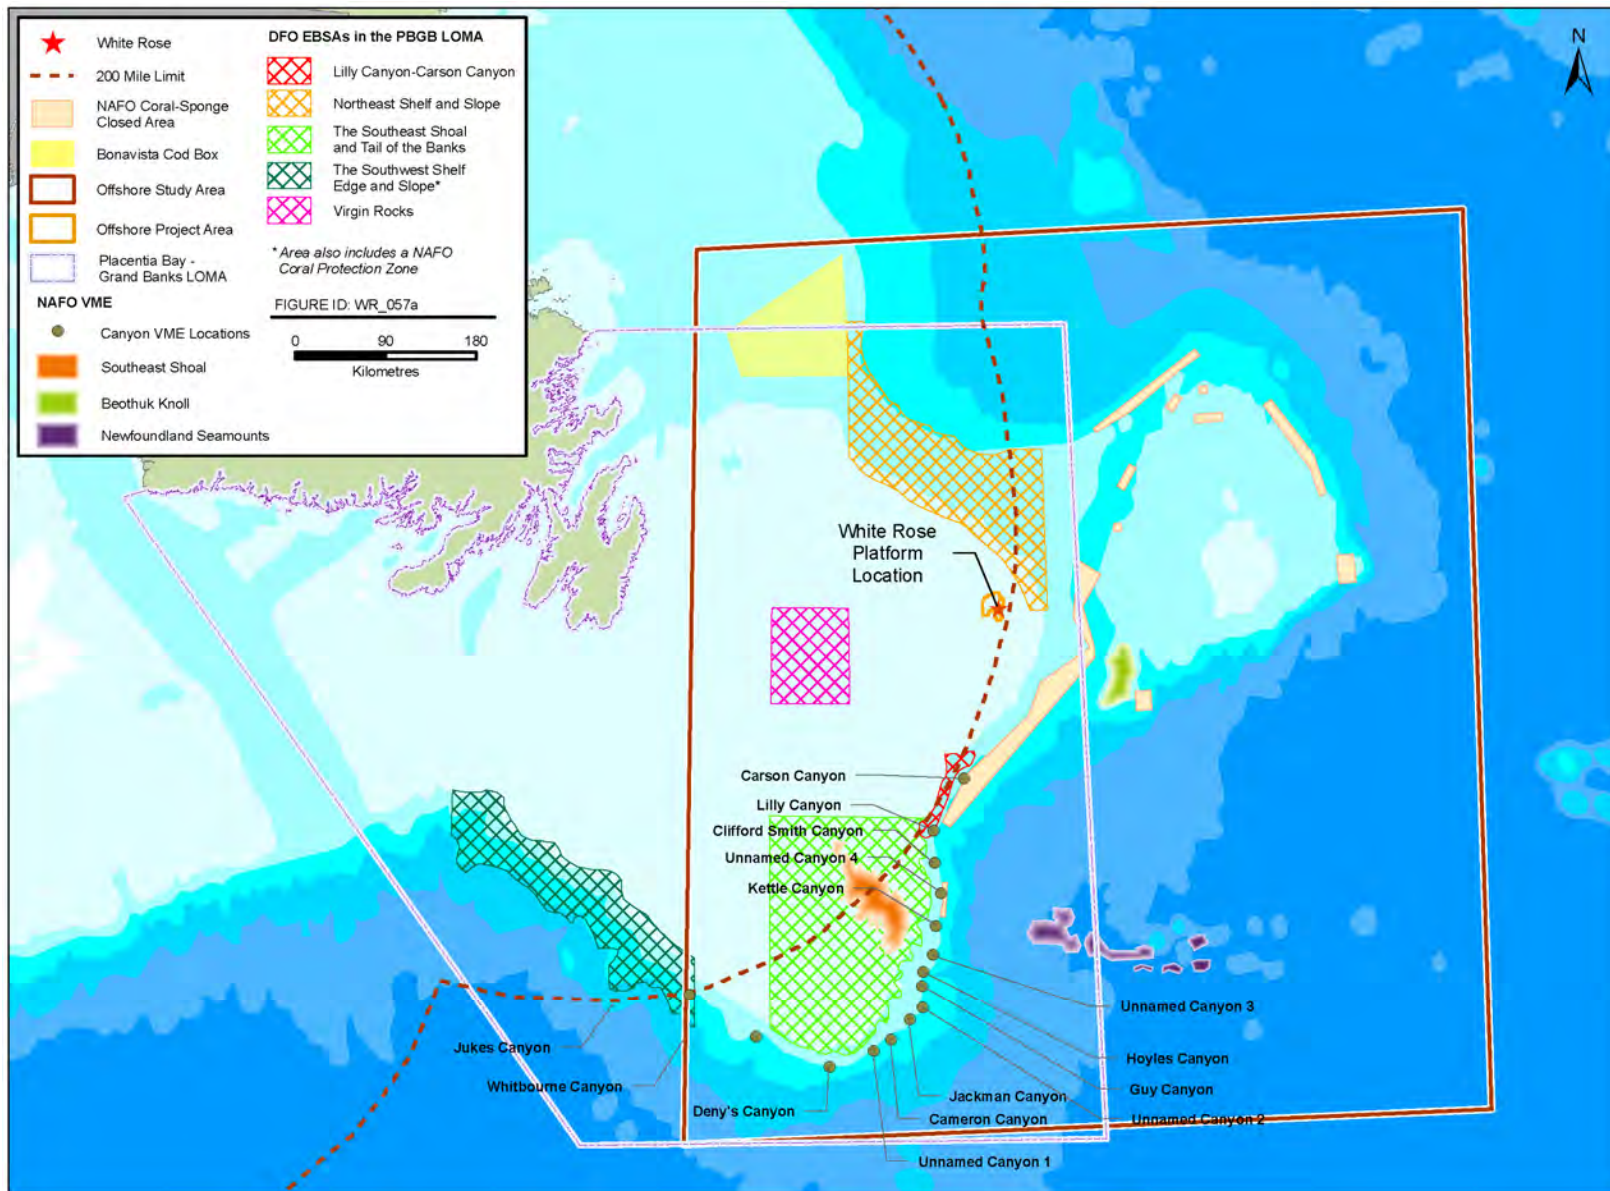 White Rose
200 Mile Limit
NAFO Coral-Sponge
Closed Area
Bonavista Cod Box
Offshore Study Area
Offshore Project Area
Placentia Bay -
Grand Banks LOMA
NAFO VME
Canyon VME Locations
Southeast Shoal
Beothuk Knoll
Newfoundland Seamounts
DFO EBSAs in the PBGB LOMA
Lilly Canyon-Carson Canyon
Northeast Shelf and Slope
The Southeast Shoal
and Tail of the Banks
The Southwest Shelf
Edge and Slope*
Virgin Rocks
* Area also includes a NAFO
Coral Protection Zone
FIGURE ID: WR_057a
0 90 180
Kilometres
N
White Rose
Platform
Location
Carson Canyon
Lilly Canyon
Clifford Smith Canyon
Unnamed Canyon 4
Kettle Canyon
Unnamed Canyon 3
Jukes Canyon
Hoyles Canyon
Whitbourne Canyon
Guy Canyon
Jackman Canyon
Deny's Canyon
Cameron Canyon
Unnamed Canyon 2
Unnamed Canyon 1